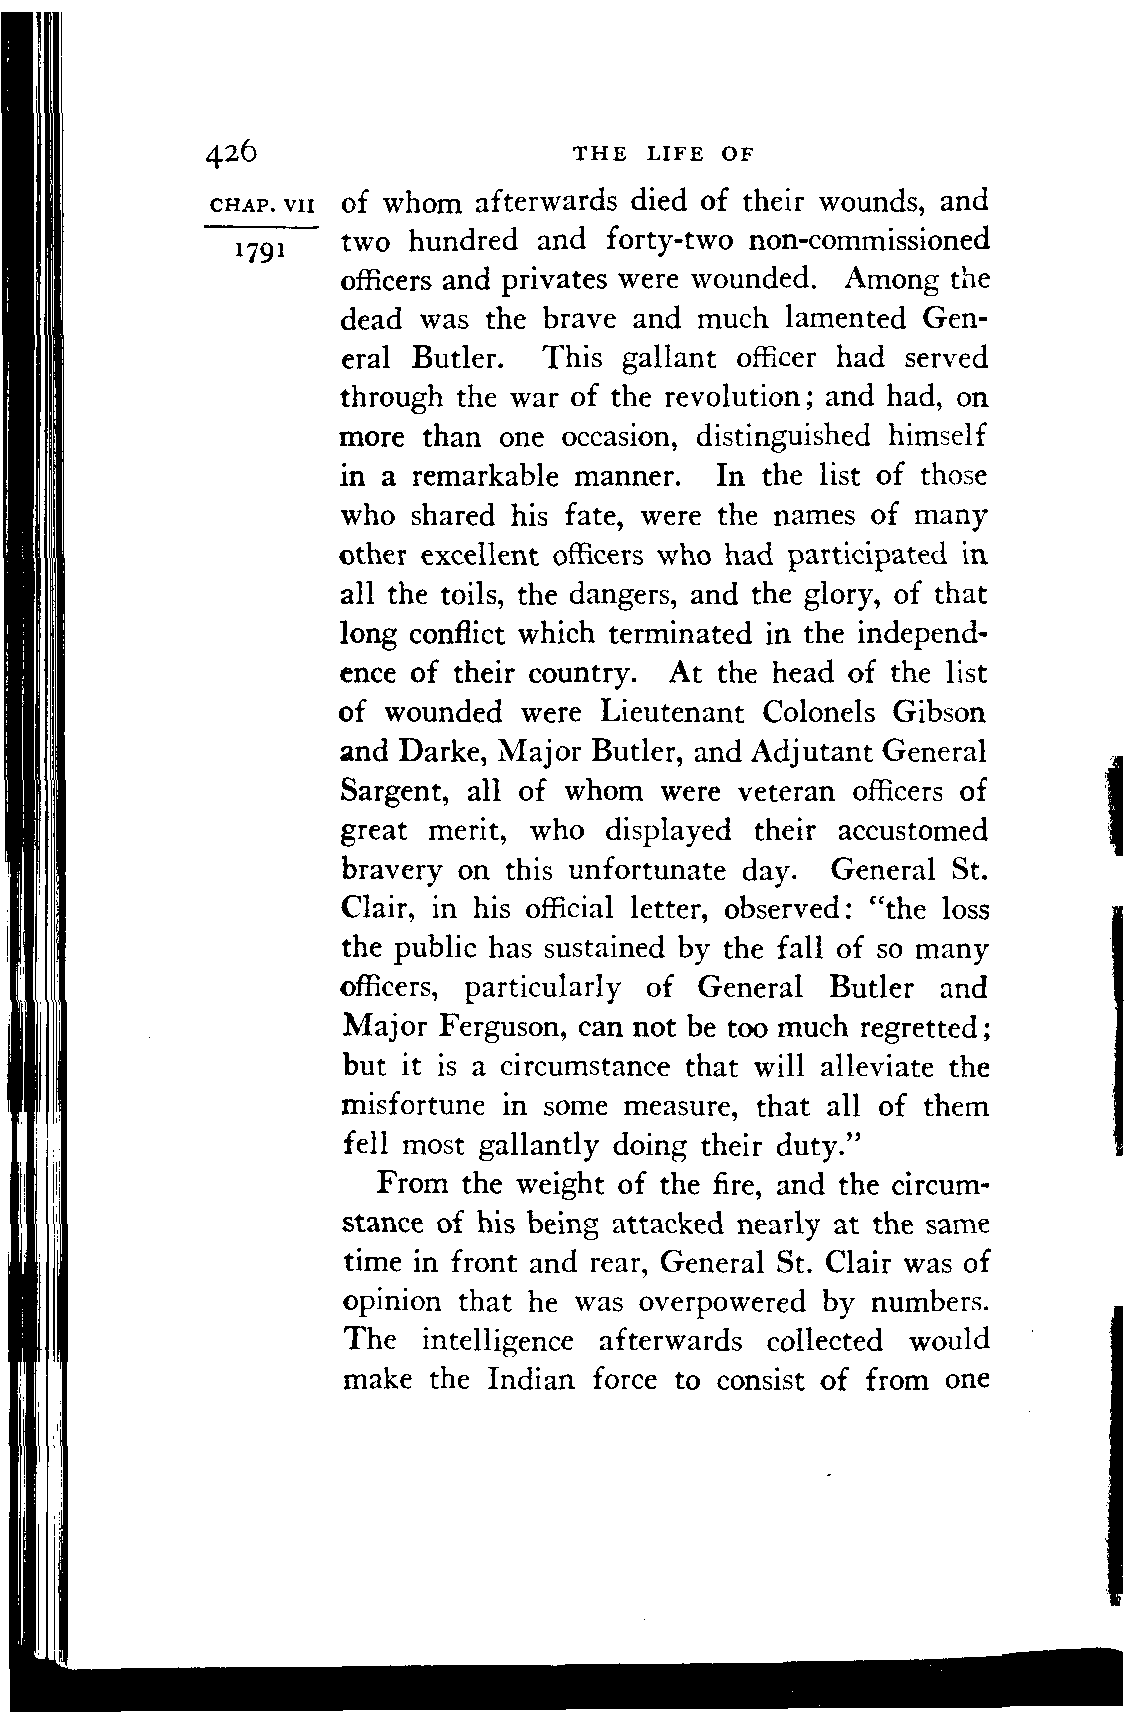 426 THE LIFE OF
CHAP. VII
1791
of whom afterwards died of their wounds, and
two hundred and forty-two non-commissioned
officers and privates were wounded. Among the
dead was the brave and much lamented Gen-
eral Butler. This gallant officer had served
through the war of the revolution; and had, on
more than one occasion, distinguished himself
in a remarkable manner. In the list of those
who shared his fate, were the names of many
other excellent officers who had participated in
all the toils, the dangers, and the glory, of that
long conflict which terminated in the independ-
ence of their country. At the head of the list
of wounded were Lieutenant Colonels Gibson
and Darke, Major Butler, and Adjutant General
Sargent, all of whom were veteran officers of
great merit, who displayed their accustomed
bravery on this unfortunate day. General St.
Clair, in his official letter, observed: “the loss
the public has sustained by the fall of so many
officers, particularly of General Butler and
Major Ferguson, can not be too much regretted;
but it is a circumstance that will alleviate the
misfortune in some measure, that all of them
fell most gallantly doing their duty.”
From the weight of the fire, and the circum-
stance of his being attacked nearly at the same
time in front and rear, General St. Clair was of
opinion that he was overpowered by numbers.
The intelligence afterwards collected would
make the Indian force to consist of from one